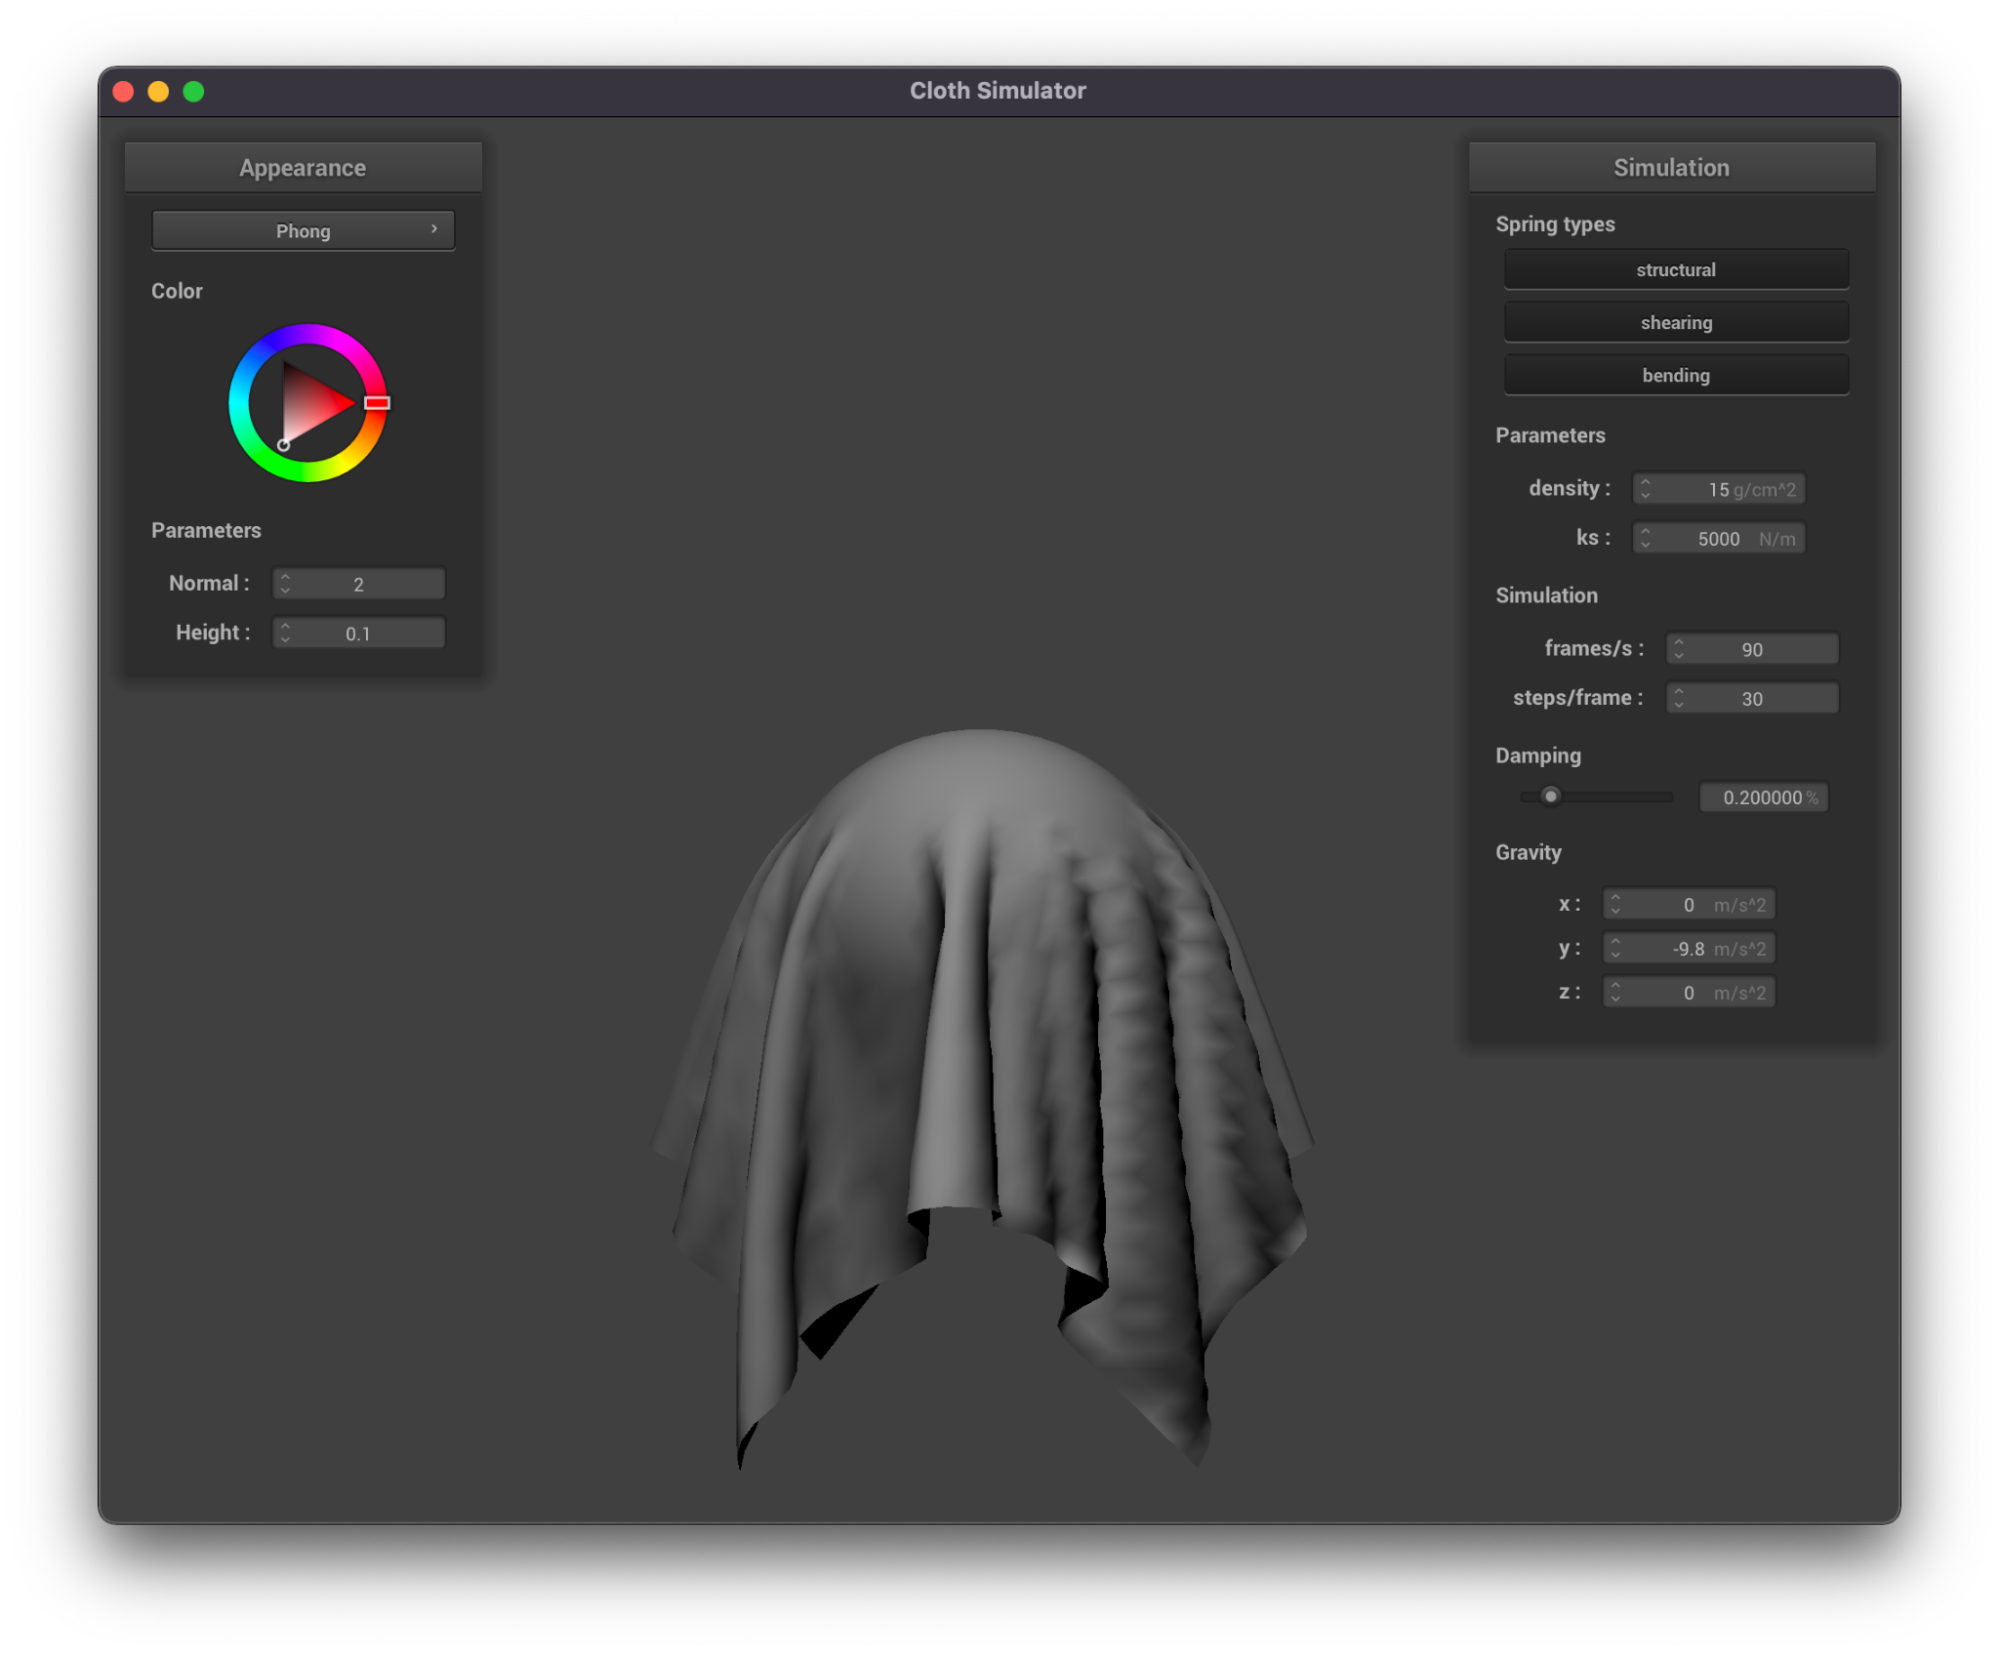 Cloth Simulator
Appearance
Phong
Color
Parameters
Normal : 2
Height : 0.1
Simulation
Spring types
structural
shearing
bending
Parameters
density : 15 g/cm^2
ks : 5000 N/m
Simulation
frames/s : 90
steps/frame : 30
Damping
0.200000 %
Gravity
x : 0 m/s^2
y : -9.8 m/s^2
z : 0 m/s^2